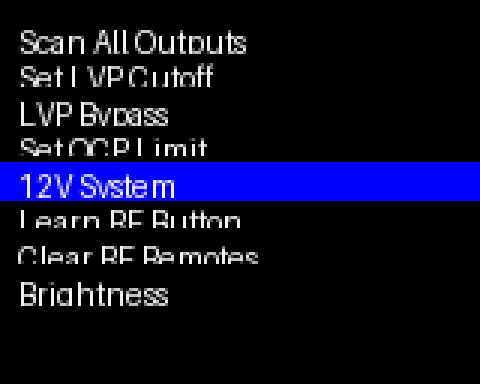 Scan All Outputs
Set LVP Cutoff
LVP Bypass
Set OCP Limit
12V System
Learn RF Button
Clear RF Remotes
Brightness